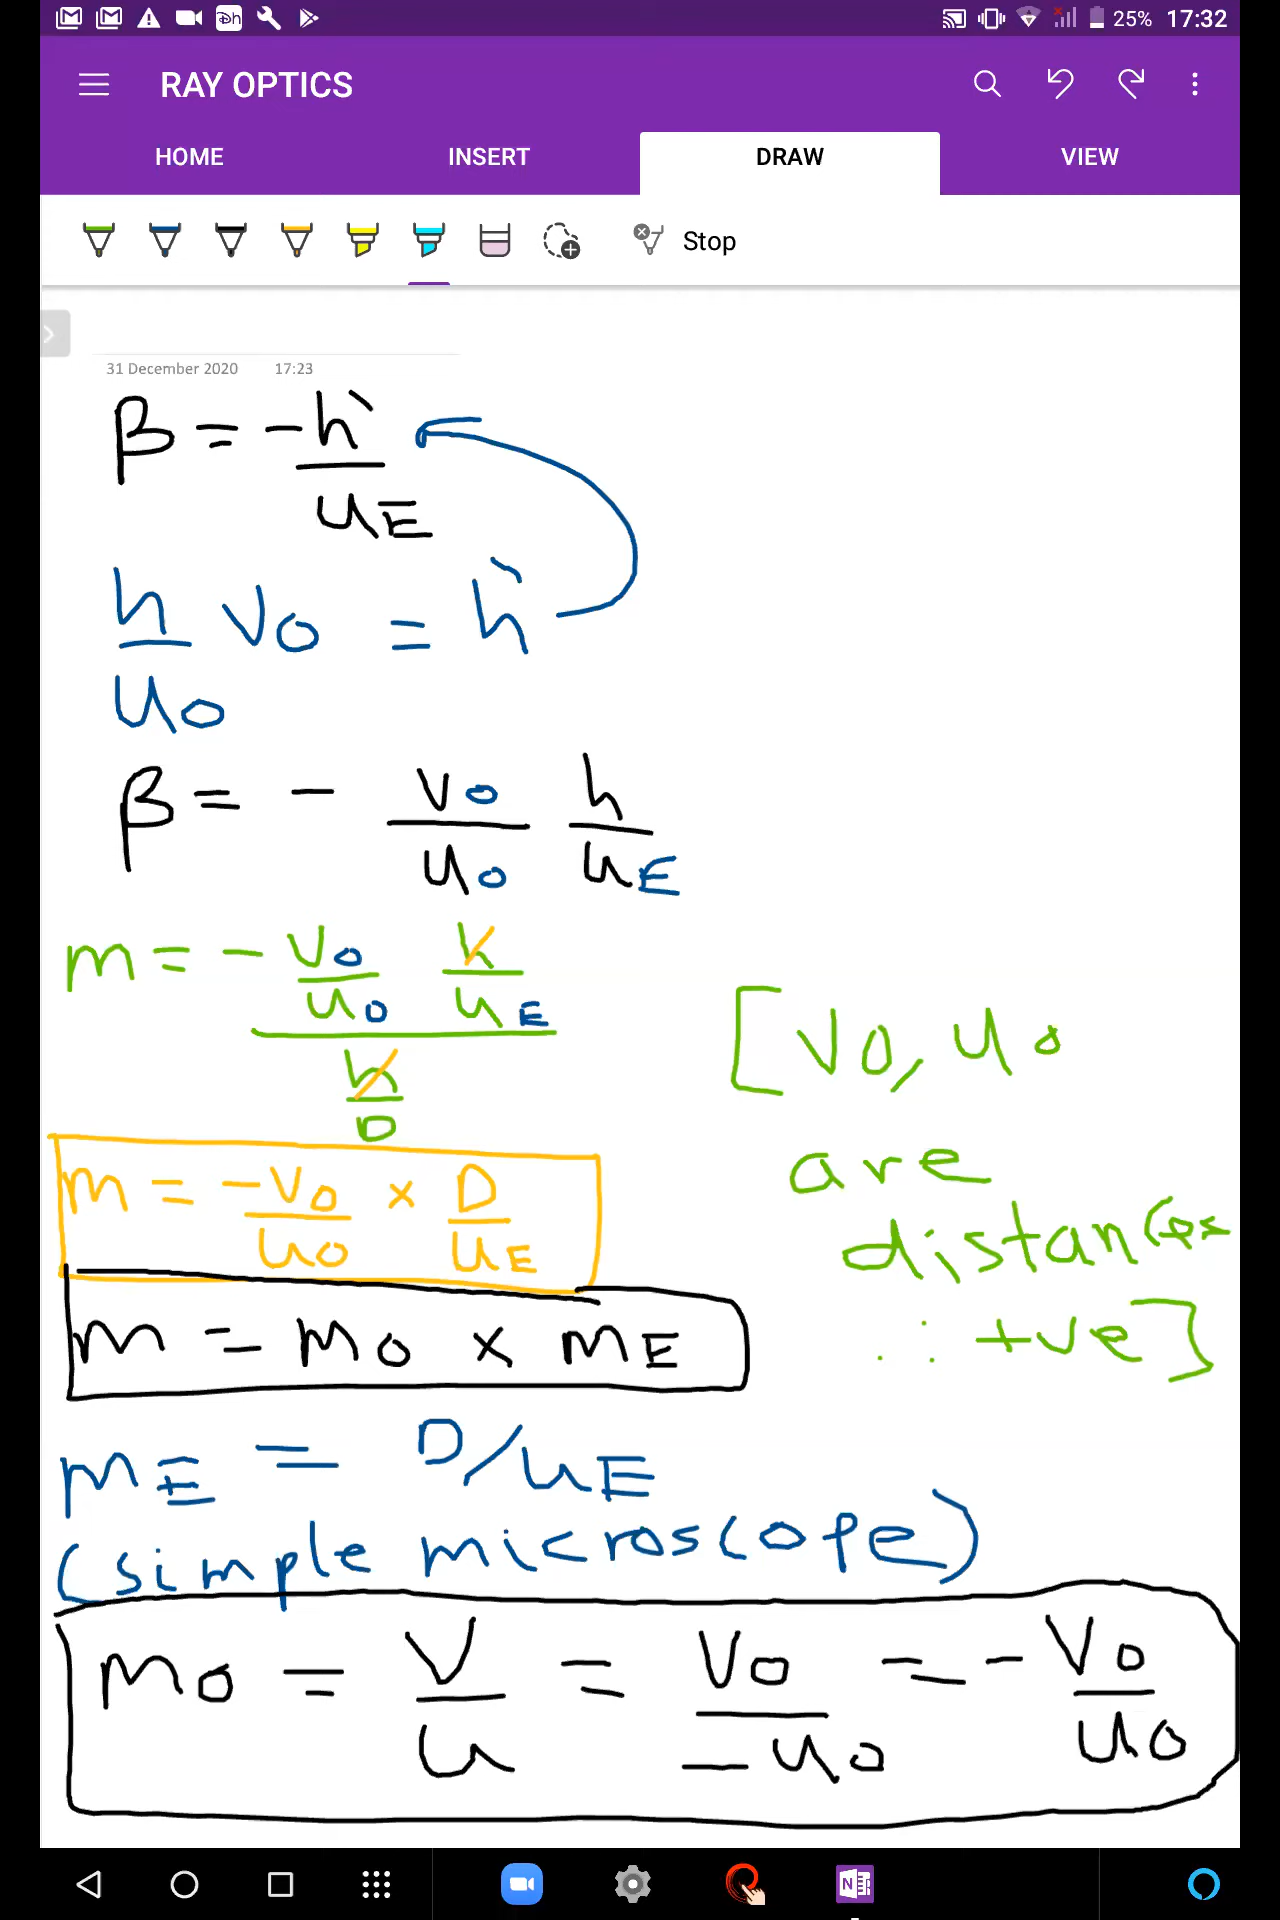 25% 17:32
RAY OPTICS
HOME INSERT DRAW VIEW
Stop
31 December 2020 17:23
β = -h` / uE
h/uo vo = h`
β = - vo/uo h/uE
m = - vo/uo h/uE / h/D
[vo, uo
are
distances
∴ +ve]
m = -vo/uo × D/uE
m = mo × mE
mE = D/uE
(simple microscope)
mo = v/u = vo/-uo = -vo/uo